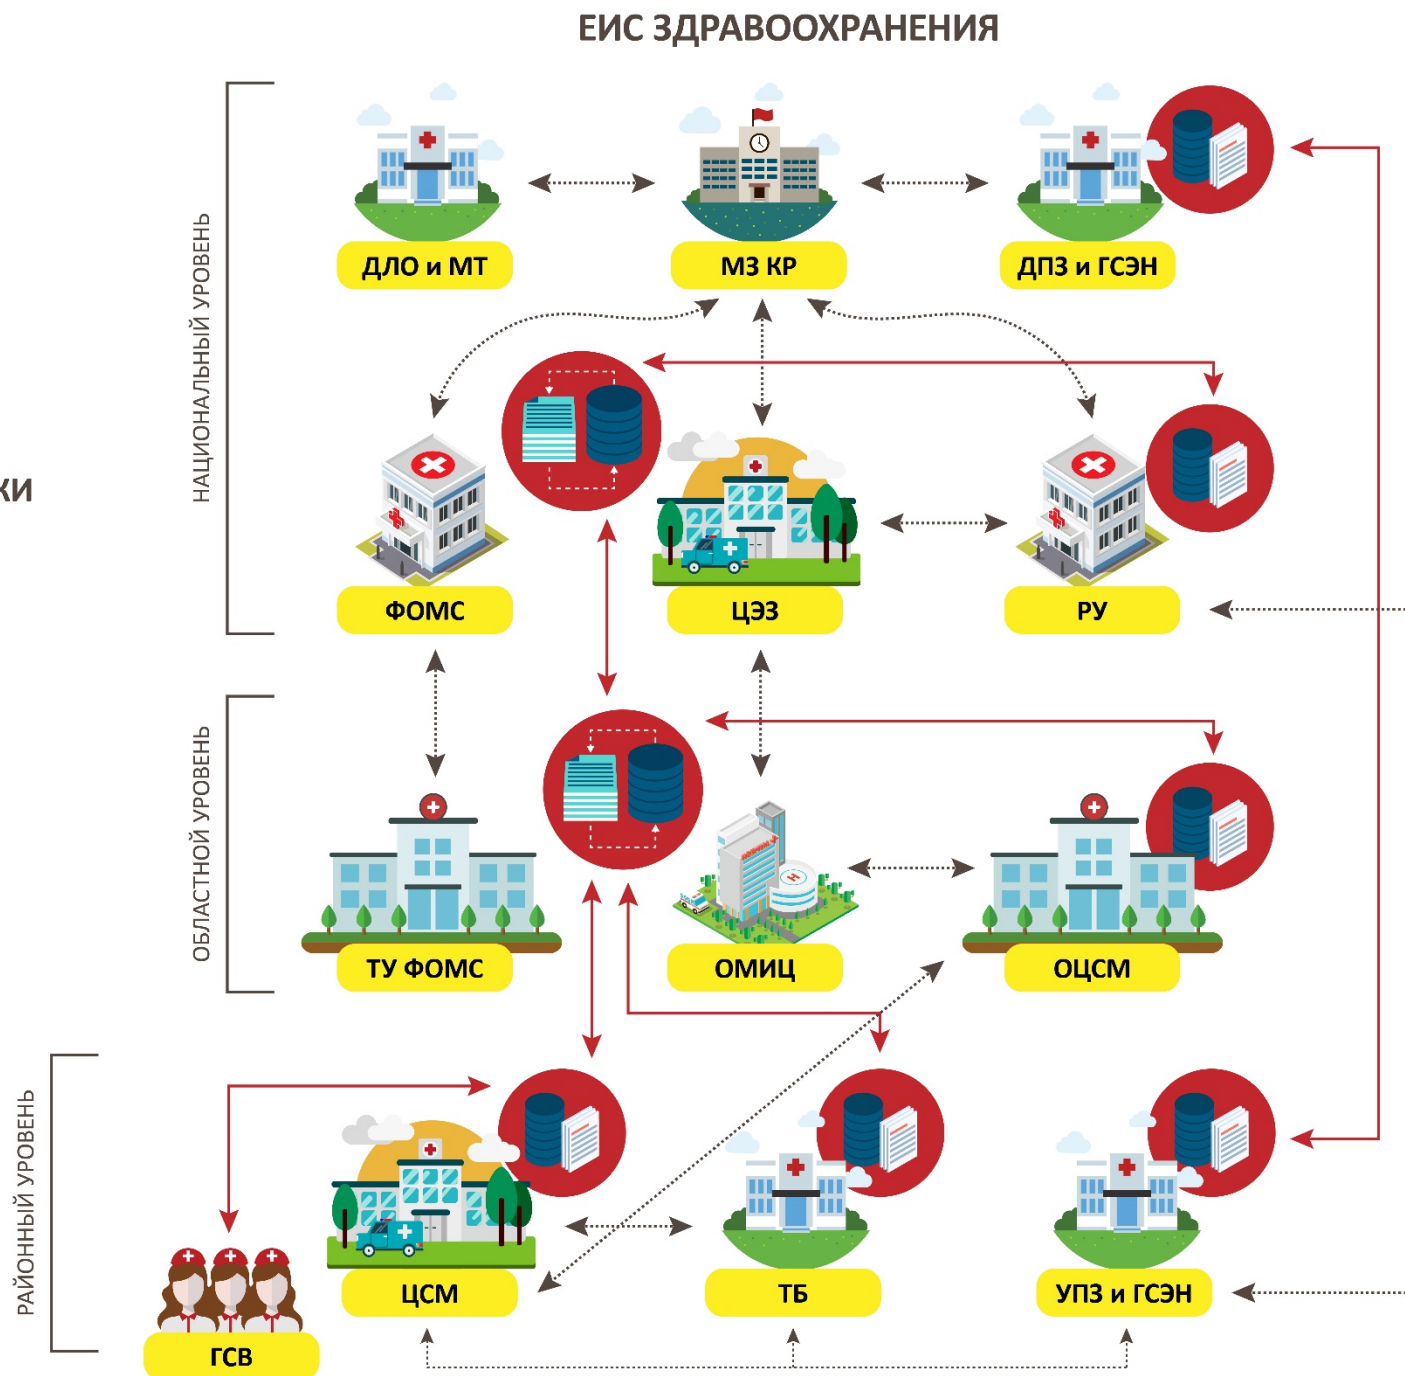 ЕИС ЗДРАВООХРАНЕНИЯ
НАЦИОНАЛЬНЫЙ УРОВЕНЬ
ДЛО и МТ
МЗ КР
ДПЗ и ГСЭН
КИ
ФОМС
ЦЭЗ
РУ
ОБЛАСТНОЙ УРОВЕНЬ
ТУ ФОМС
ОМИЦ
ОЦСМ
РАЙОННЫЙ УРОВЕНЬ
ЦСМ
ТБ
УПЗ и ГСЭН
ГСВ